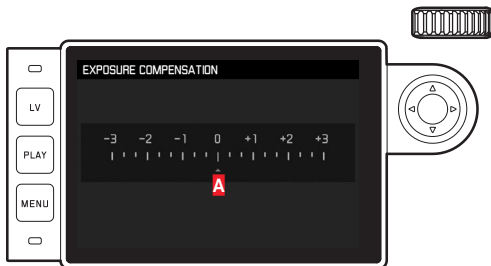 EXPOSURE COMPENSATION
LV
-3 -2 -1 0 +1 +2 +3
PLAY
A
MENU